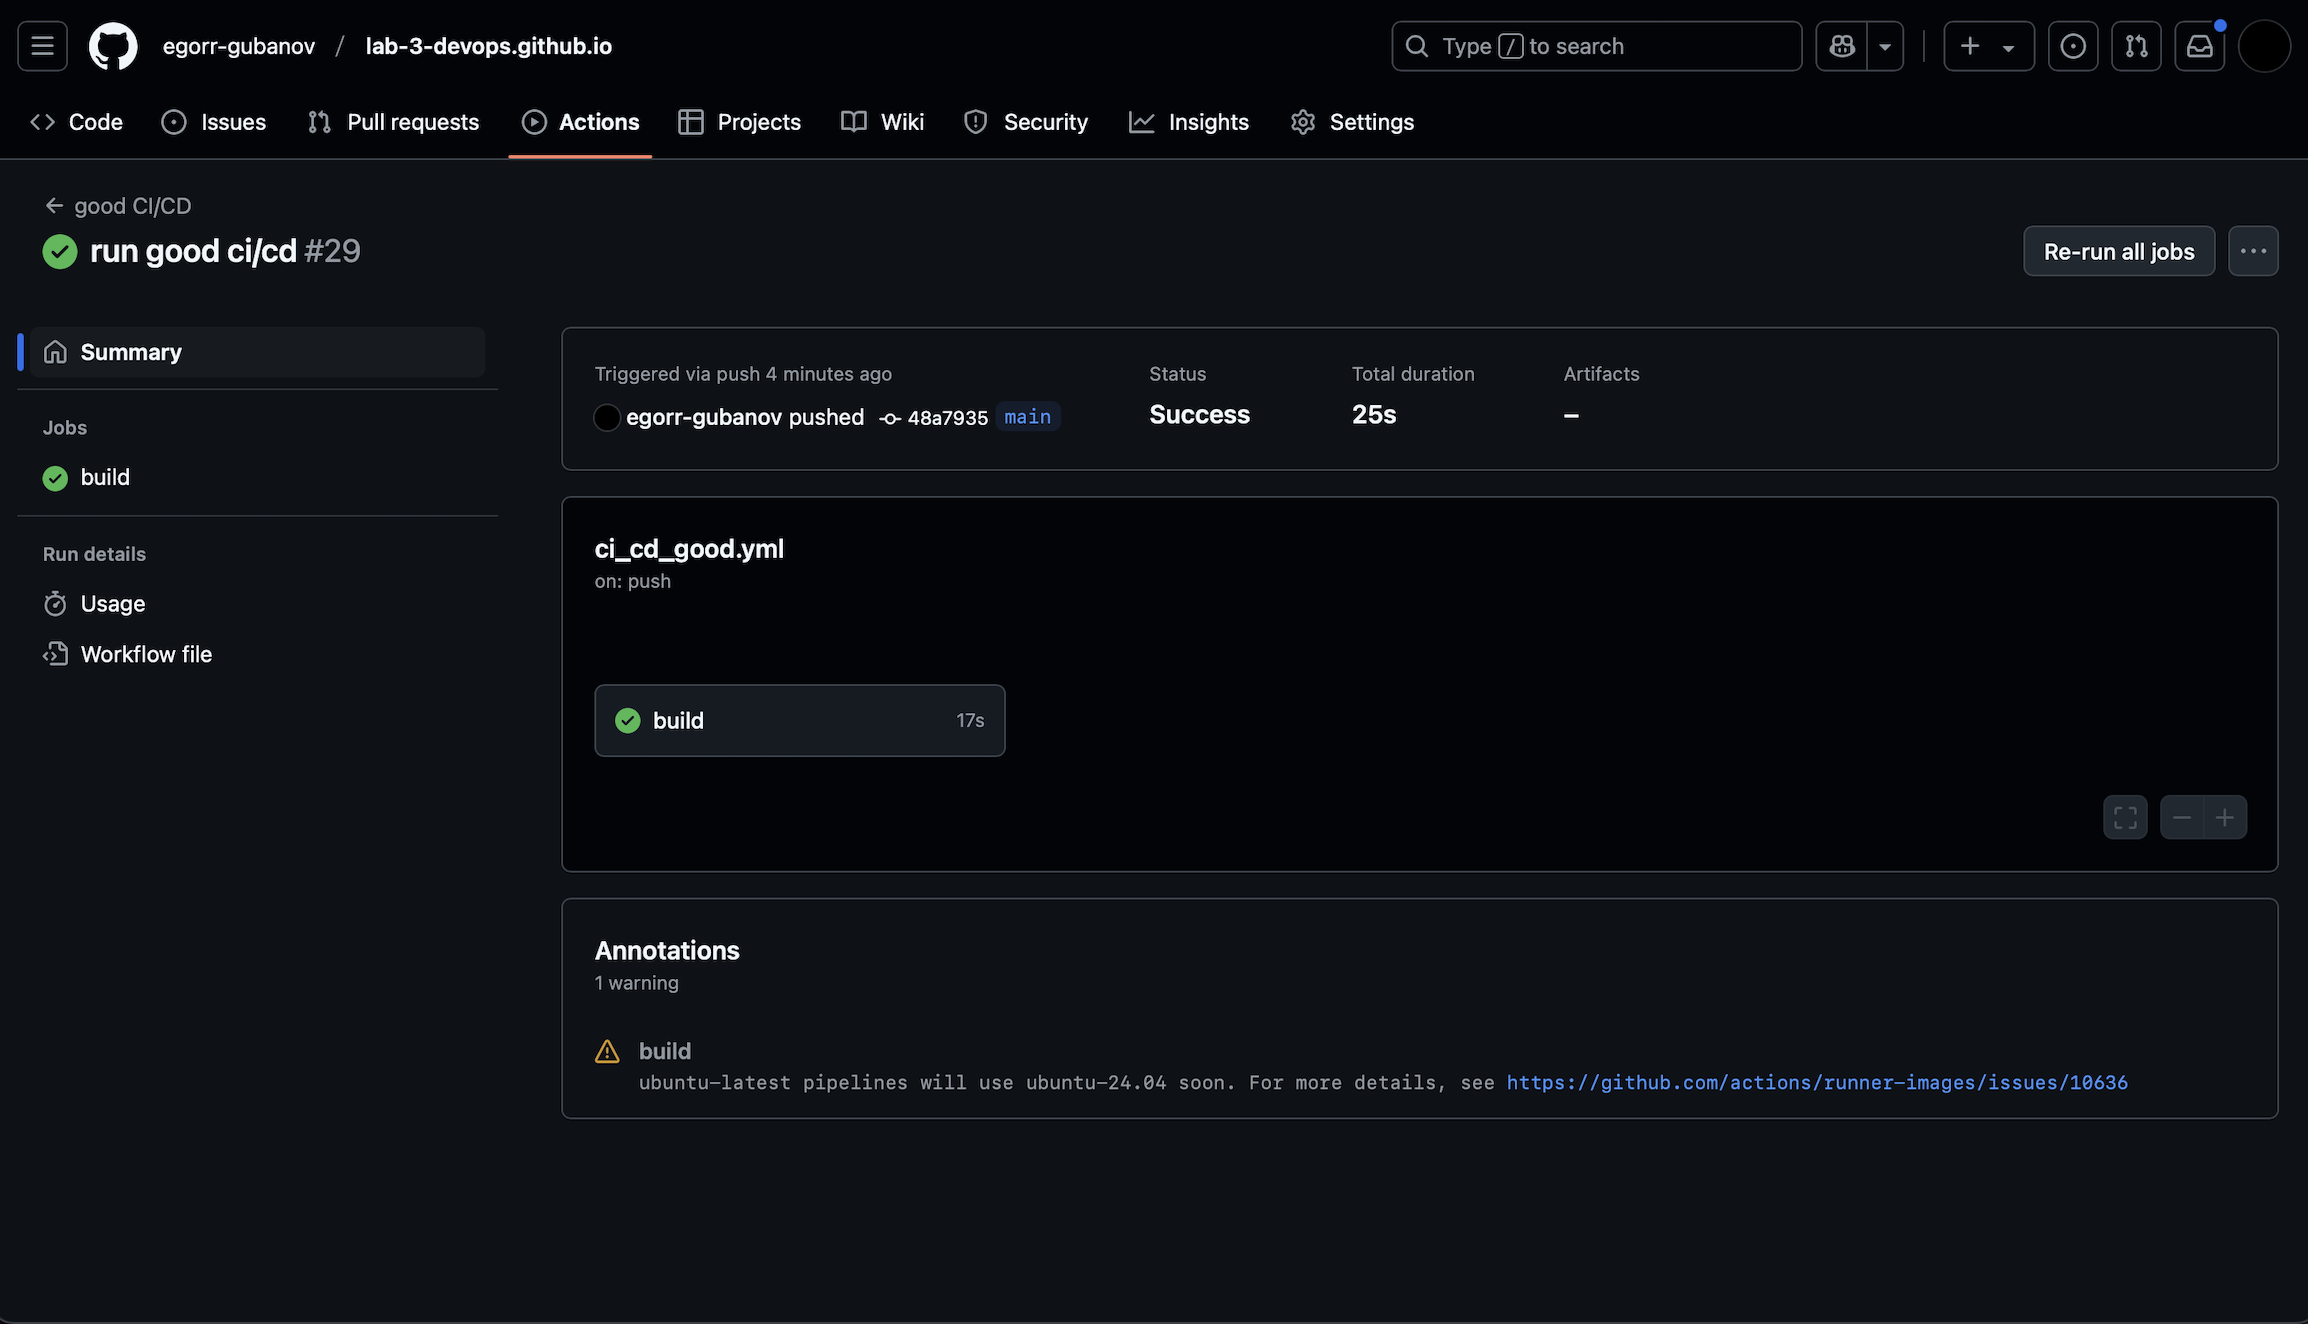 egorr-gubanov / lab-3-devops.github.io
Type / to search
Code Issues Pull requests Actions Projects Wiki Security Insights Settings
good CI/CD
run good ci/cd #29
Re-run all jobs
Summary
Jobs
build
Run details
Usage
Workflow file
Triggered via push 4 minutes ago
egorr-gubanov pushed 48a7935 main
Status
Success
Total duration
25s
Artifacts
–
ci_cd_good.yml
on: push
build 17s
Annotations
1 warning
build
ubuntu-latest pipelines will use ubuntu-24.04 soon. For more details, see https://github.com/actions/runner-images/issues/10636